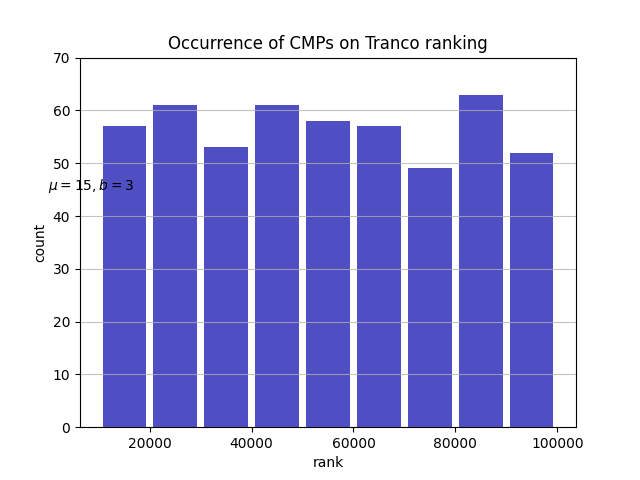 Occurrence of CMPs on Tranco ranking
70
60
50
μ = 15, b = 3
40
30
20
10
0
count
20000 40000 60000 80000 100000
rank